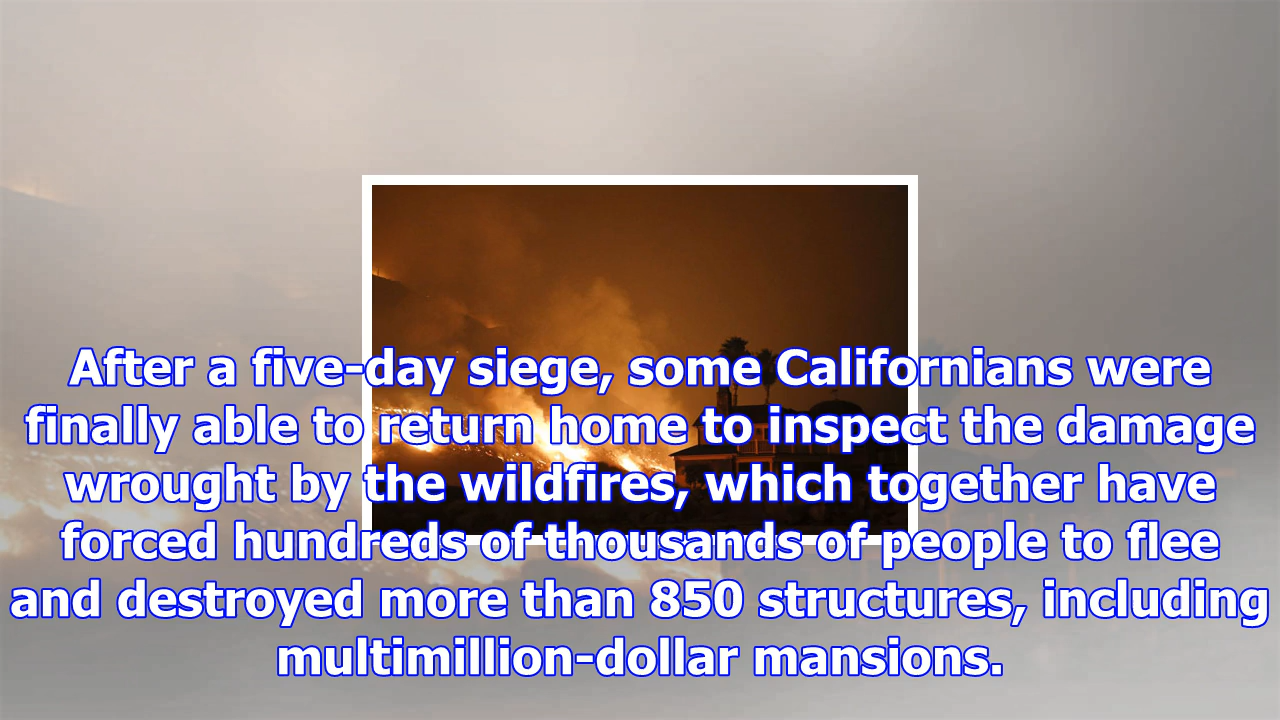 After a five-day siege, some Californians were
finally able to return home to inspect the damage
wrought by the wildfires, which together have
forced hundreds of thousands of people to flee
and destroyed more than 850 structures, including
multimillion-dollar mansions.